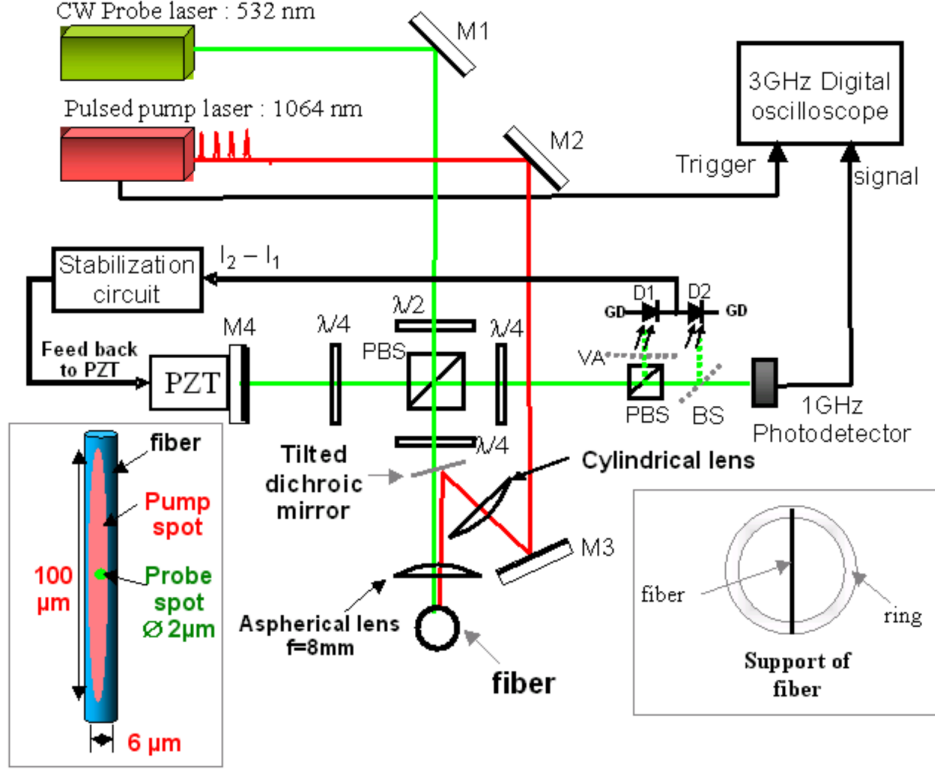 CW Probe laser : 532 nm
M1
3GHz Digital
oscilloscope
Pulsed pump laser : 1064 nm
M2
Trigger
signal
I2 – I1
Stabilization
circuit
D1
D2
GD
GD
λ/2
M4
λ/4
PBS
λ/4
VA
Feed back
to PZT
PZT
PBS
BS
1GHz
Photodetector
λ/4
Tilted
dichroic
mirror
Cylindrical lens
M3
Aspherical lens
f=8mm
fiber
fiber
Pump
spot
100
µm
Probe
spot
Ø 2µm
6 µm
fiber
ring
Support of
fiber